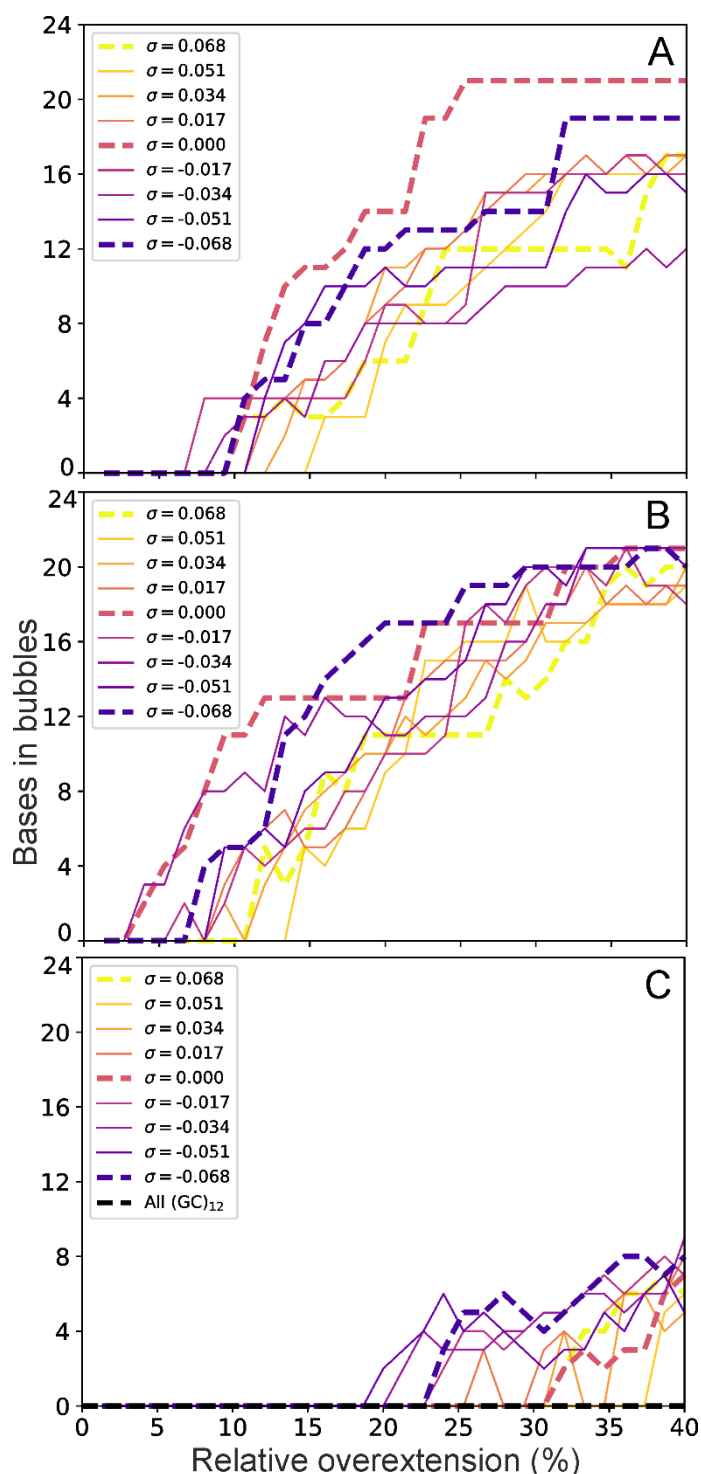 24
20
16
12
8
4
0
σ = 0.068
σ = 0.051
σ = 0.034
σ = 0.017
σ = 0.000
σ = -0.017
σ = -0.034
σ = -0.051
σ = -0.068
A
24
20
16
12
8
4
0
σ = 0.068
σ = 0.051
σ = 0.034
σ = 0.017
σ = 0.000
σ = -0.017
σ = -0.034
σ = -0.051
σ = -0.068
B
Bases in bubbles
24
20
16
12
8
4
0
σ = 0.068
σ = 0.051
σ = 0.034
σ = 0.017
σ = 0.000
σ = -0.017
σ = -0.034
σ = -0.051
σ = -0.068
All (GC)₁₂
C
0 5 10 15 20 25 30 35 40
Relative overextension (%)